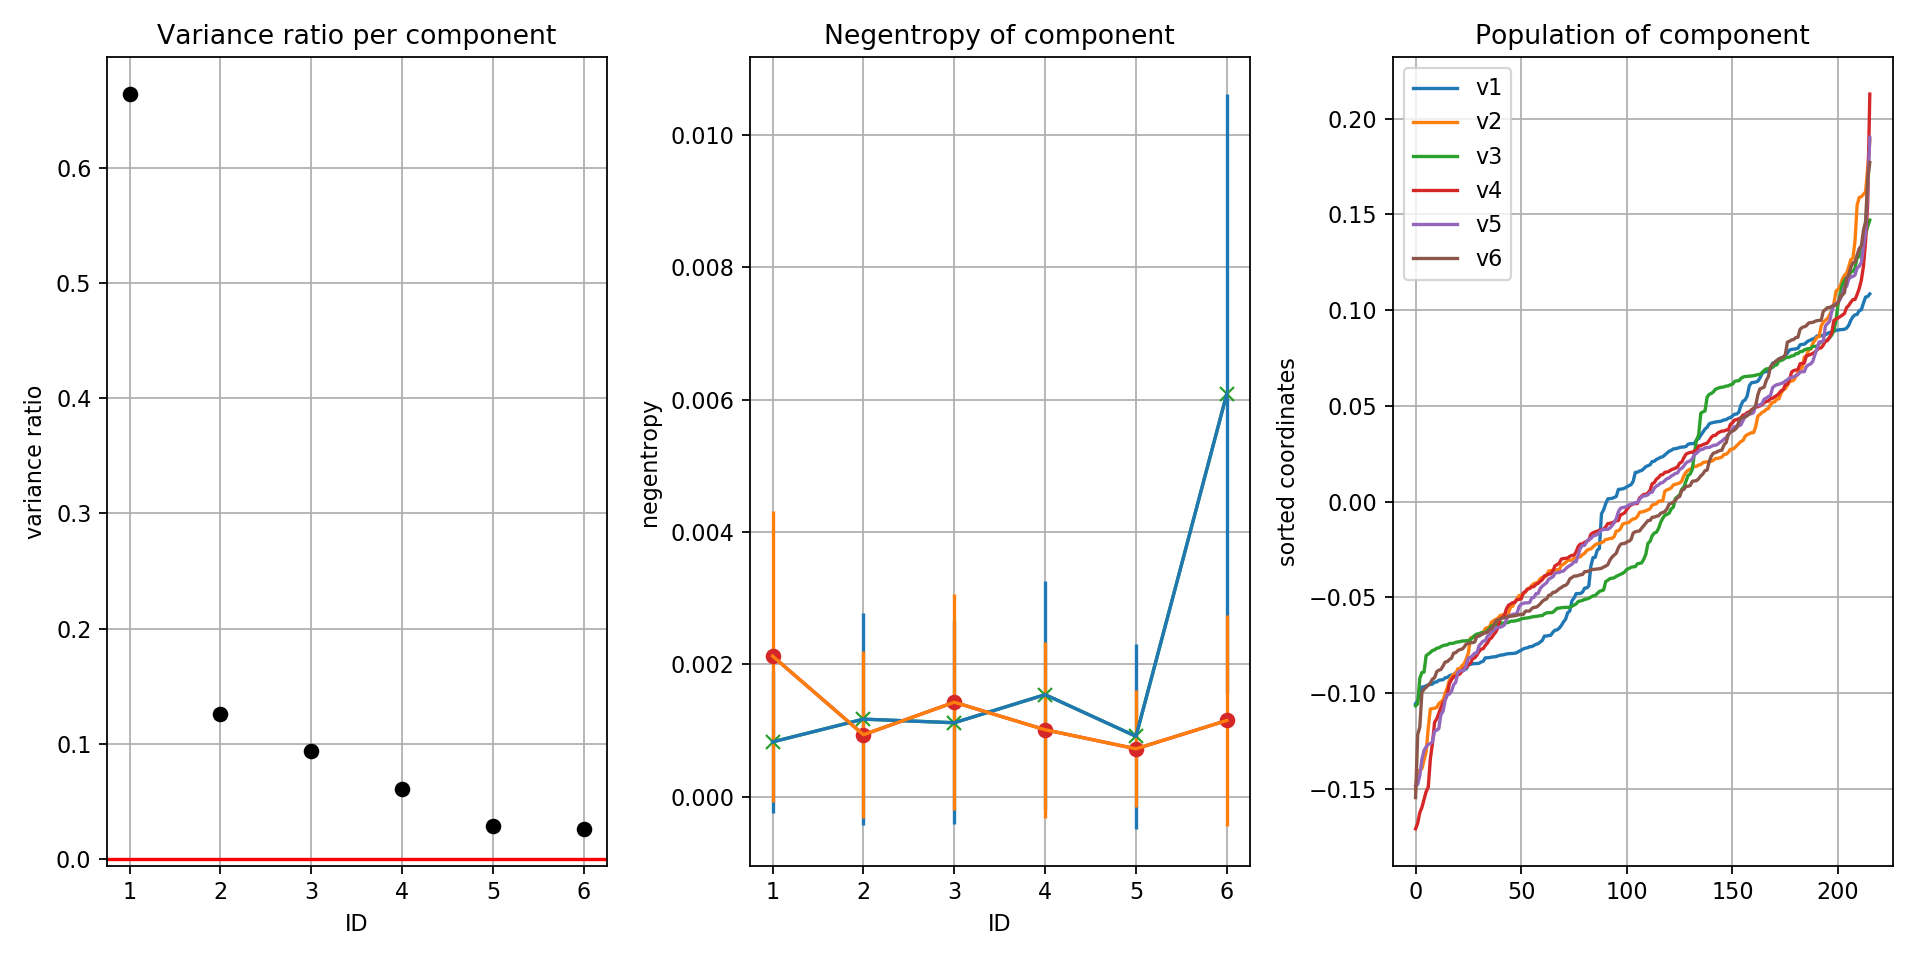 Variance ratio per component
variance ratio
0.6
0.5
0.4
0.3
0.2
0.1
0.0
1 2 3 4 5 6
ID
Negentropy of component
negentropy
0.010
0.008
0.006
0.004
0.002
0.000
1 2 3 4 5 6
ID
Population of component
sorted coordinates
0.20
0.15
0.10
0.05
0.00
−0.05
−0.10
−0.15
0 50 100 150 200
v1
v2
v3
v4
v5
v6